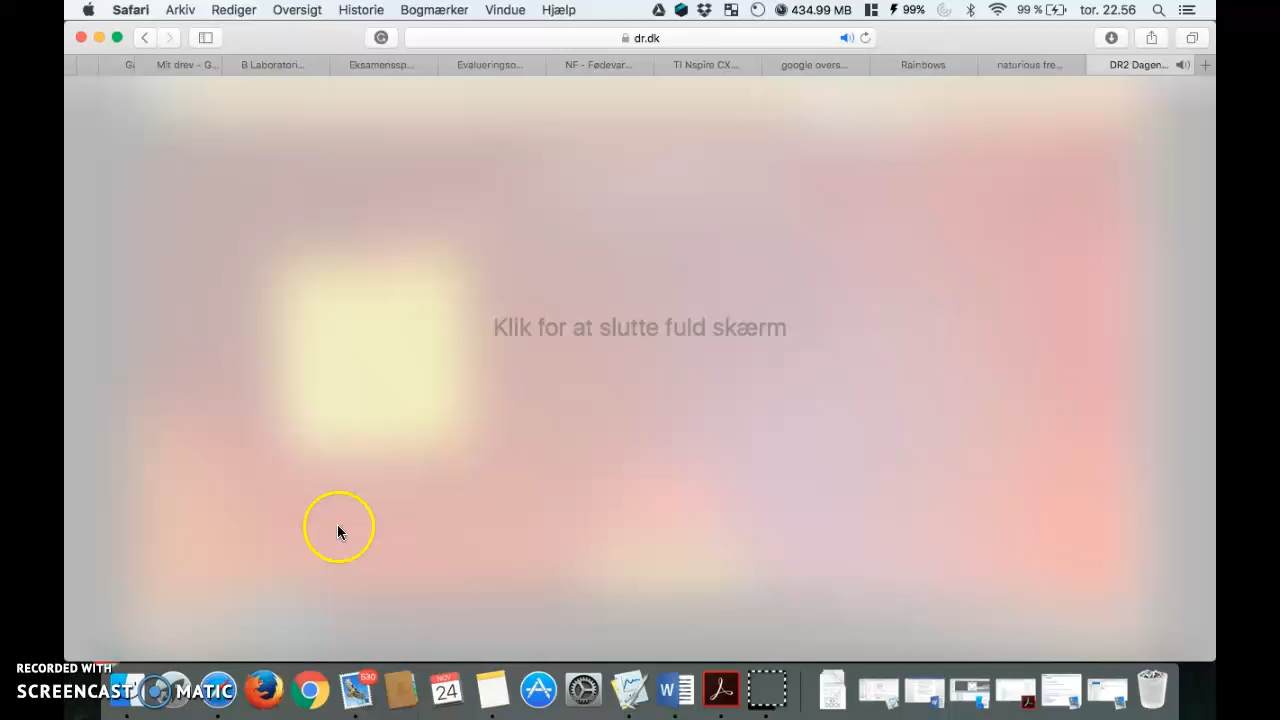 Safari Arkiv Rediger Oversigt Historie Bogmærker Vindue Hjælp 434.99 MB 99% 99 % tor. 22.56
dr.dk
Mit drev - G... B Laboratori... Eksamenssp... Evalueringso... NF - Fødevar... TI Nspire CX... google overs... Rainbows naturious fre... DR2 Dagen...
Klik for at slutte fuld skærm
530
NOV
24
RECORDED WITH
SCREENCAST MATIC